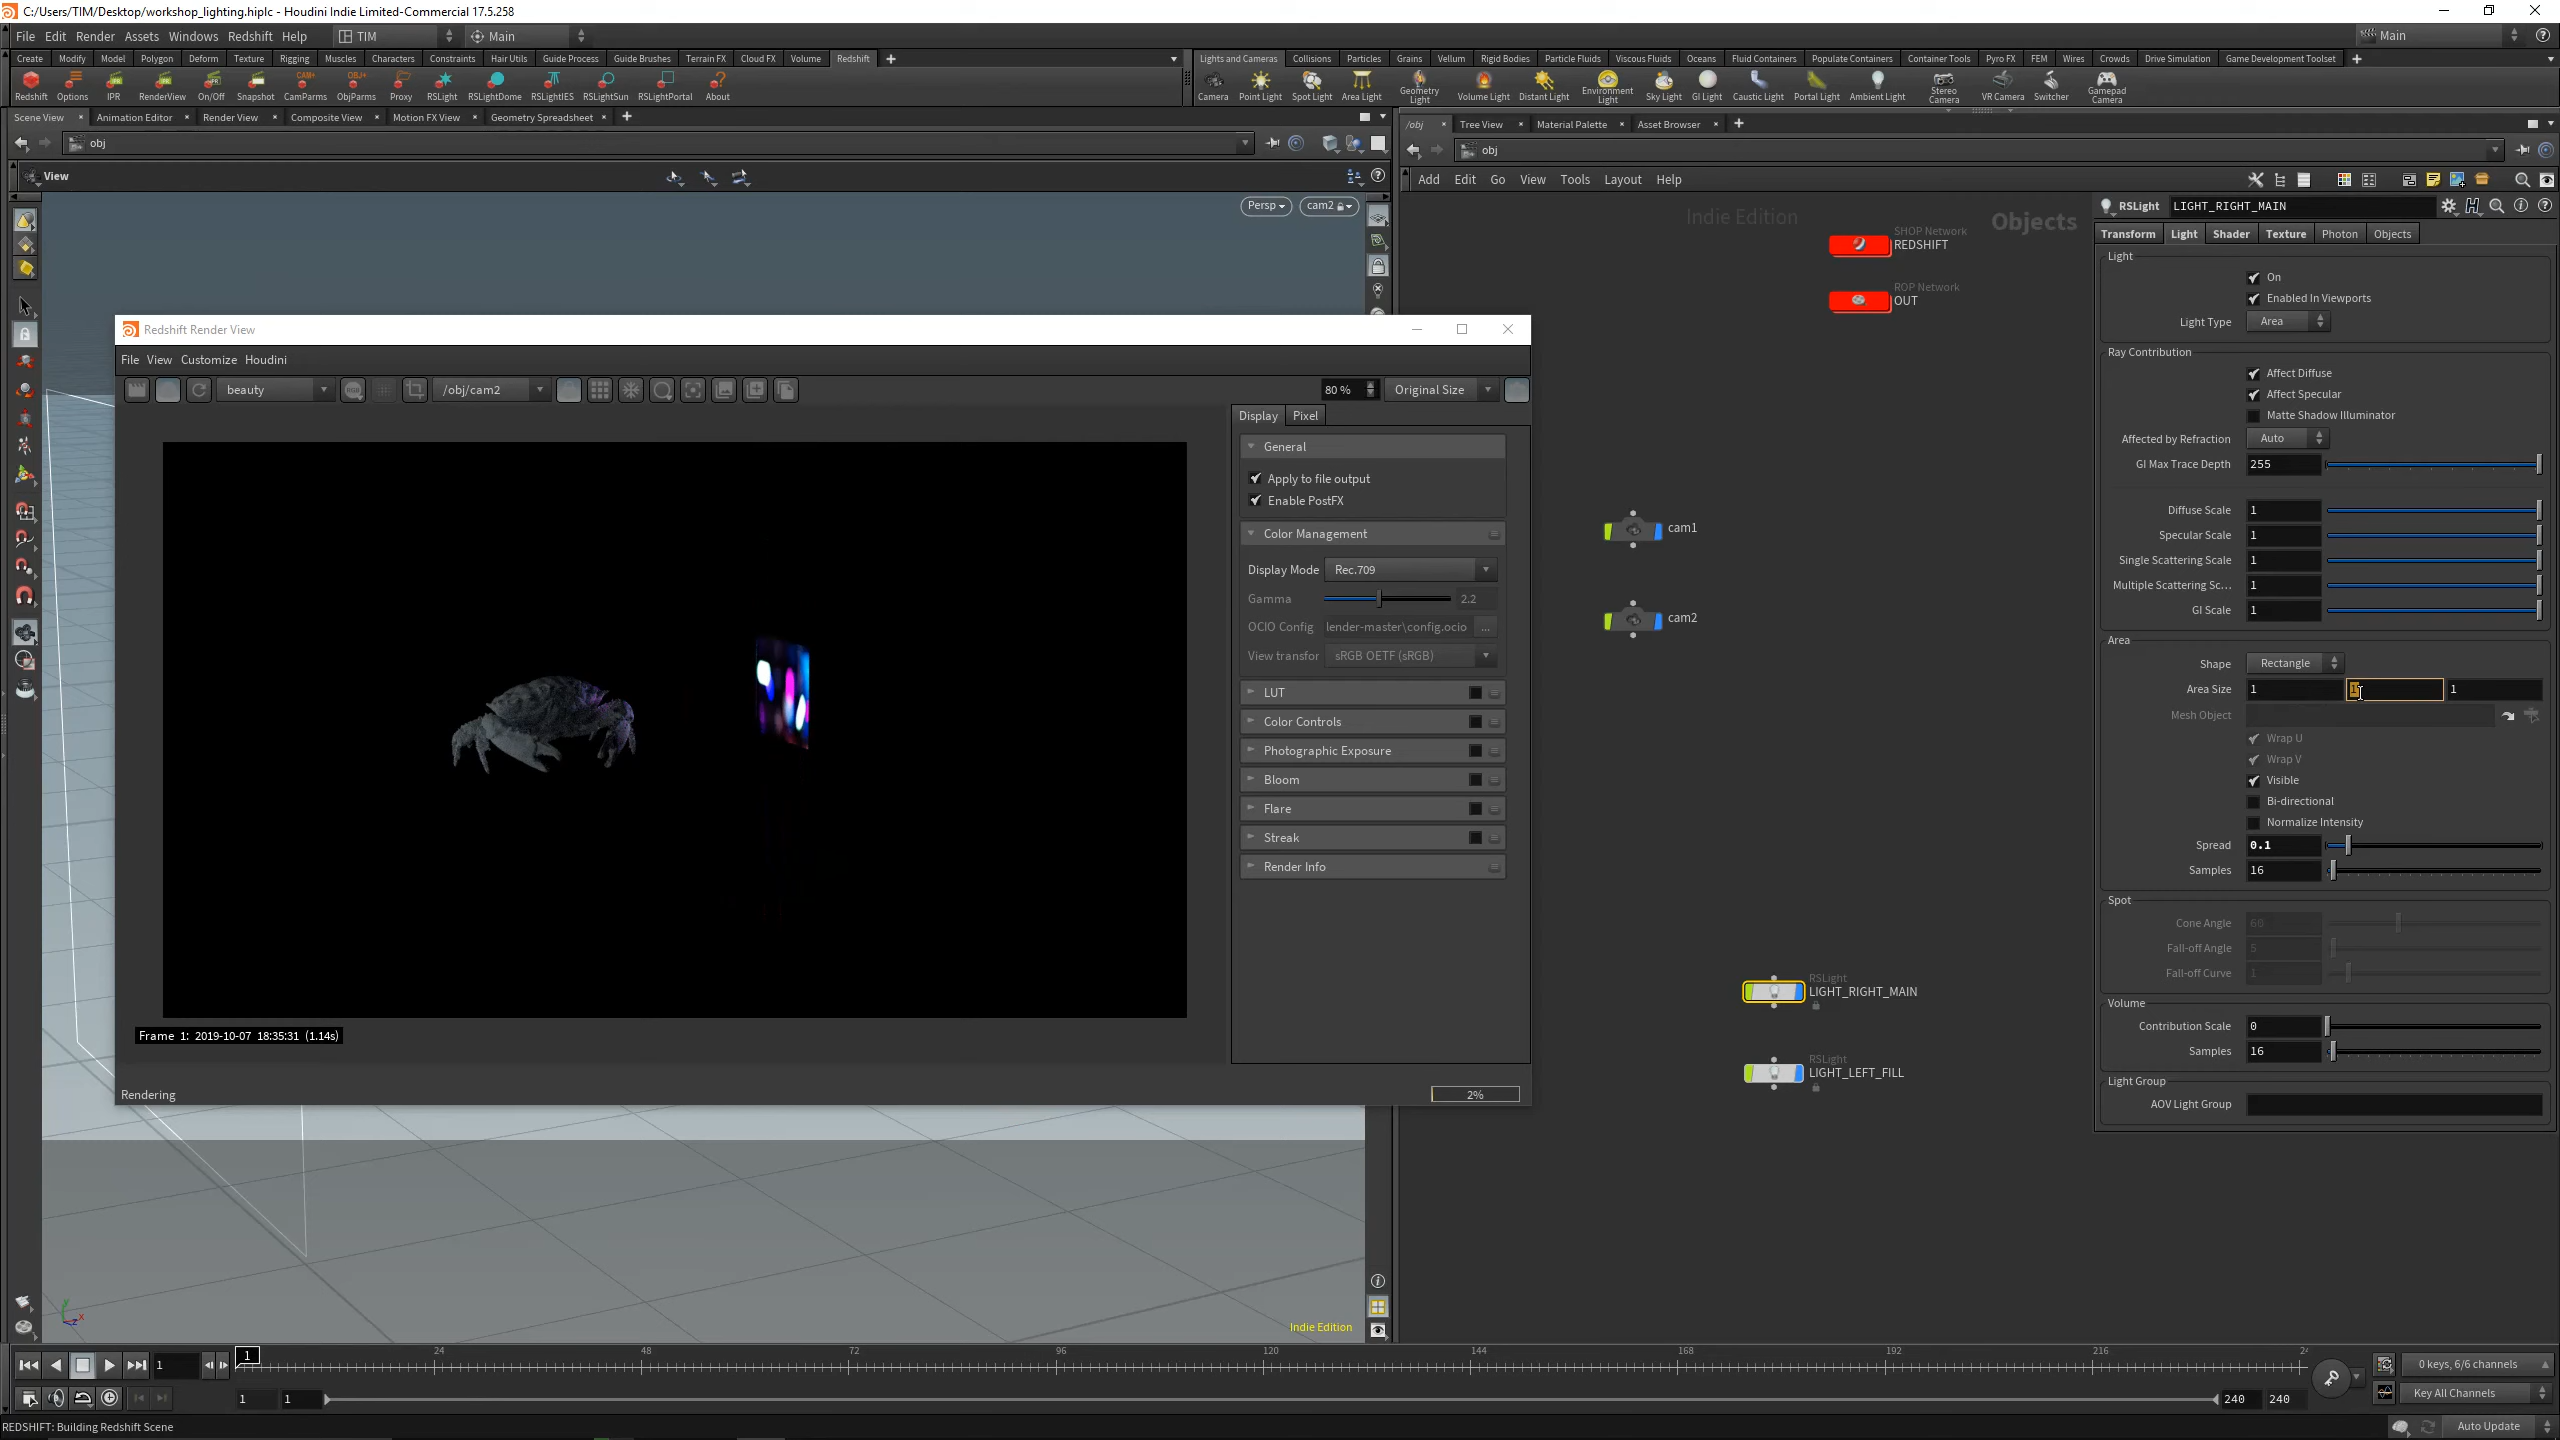 C:/Users/TIM/Desktop/workshop_lighting.hiplc - Houdini Indie Limited-Commercial 17.5.258
File Edit Render Assets Windows Redshift Help TIM Main Main
Create Modify Model Polygon Deform Texture Rigging Muscles Characters Constraints Hair Utils Guide Process Guide Brushes Terrain FX Cloud FX Volume Redshift
Lights and Cameras Collisions Particles Grains Vellum Rigid Bodies Particle Fluids Viscous Fluids Oceans Fluid Containers Populate Containers Container Tools Pyro FX FEM Wires Crowds Drive Simulation Game Development Toolset
Redshift Options IPR RenderView On/Off Snapshot CamParms ObjParms Proxy RSLight RSLightDome RSLightIES RSLightSun RSLightPortal About
Camera Point Light Spot Light Area Light Geometry Light Volume Light Distant Light Environment Light Sky Light GI Light Caustic Light Portal Light Ambient Light Stereo Camera VR Camera Switcher Gamepad Camera
Scene View Animation Editor Render View Composite View Motion FX View Geometry Spreadsheet
/obj Tree View Material Palette Asset Browser
obj
obj
View
Add Edit Go View Tools Layout Help
Persp cam2
Indie Edition Objects
SHOP Network
REDSHIFT
ROP Network
OUT
cam1
cam2
RSLight
LIGHT_RIGHT_MAIN
RSLight
LIGHT_LEFT_FILL
Redshift Render View
File View Customize Houdini
beauty /obj/cam2 80 % Original Size
Display Pixel
General
Apply to file output
Enable PostFX
Color Management
Display Mode Rec.709
Gamma 2.2
OCIO Config lender-master\config.ocio ...
View transfor sRGB OETF (sRGB)
LUT
Color Controls
Photographic Exposure
Bloom
Flare
Streak
Render Info
Frame 1: 2019-10-07 18:35:31 (1.14s)
Rendering 2%
RSLight LIGHT_RIGHT_MAIN
Transform Light Shader Texture Photon Objects
Light
On
Enabled In Viewports
Light Type Area
Ray Contribution
Affect Diffuse
Affect Specular
Matte Shadow Illuminator
Affected by Refraction Auto
GI Max Trace Depth 255
Diffuse Scale 1
Specular Scale 1
Single Scattering Scale 1
Multiple Scattering Sc... 1
GI Scale 1
Area
Shape Rectangle
Area Size 1 1 1
Mesh Object
Wrap U
Wrap V
Visible
Bi-directional
Normalize Intensity
Spread 0.1
Samples 16
Spot
Cone Angle 60
Fall-off Angle 5
Fall-off Curve 1
Volume
Contribution Scale 0
Samples 16
Light Group
AOV Light Group
Indie Edition
1 1 24 48 72 96 120 144 168 192 216 24
0 keys, 6/6 channels
1 1 240 240
Key All Channels
REDSHIFT: Building Redshift Scene
Auto Update